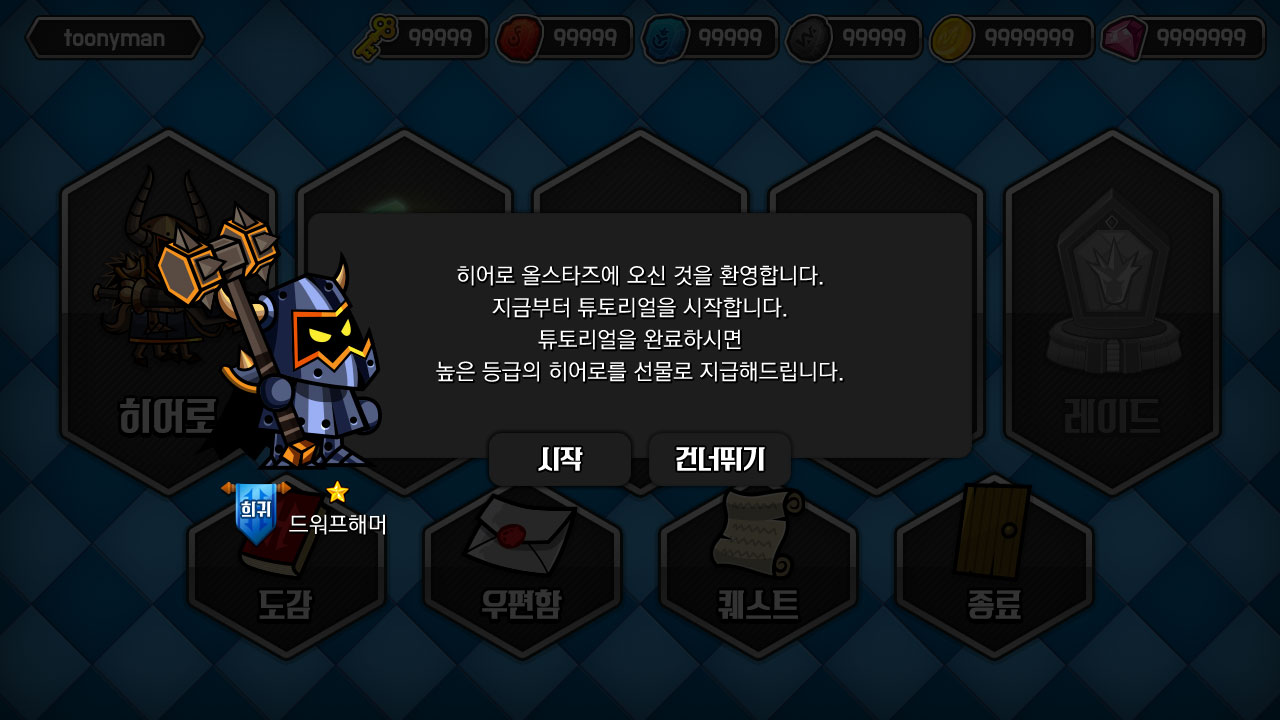 toonyman
99999
99999
99999
99999
9999999
9999999
히어로 올스타즈에 오신 것을 환영합니다.
지금부터 튜토리얼을 시작합니다.
튜토리얼을 완료하시면
높은 등급의 히어로를 선물로 지급해드립니다.
히어로
레이드
시작
건너뛰기
희귀
드워프해머
도감
우편함
퀘스트
종료